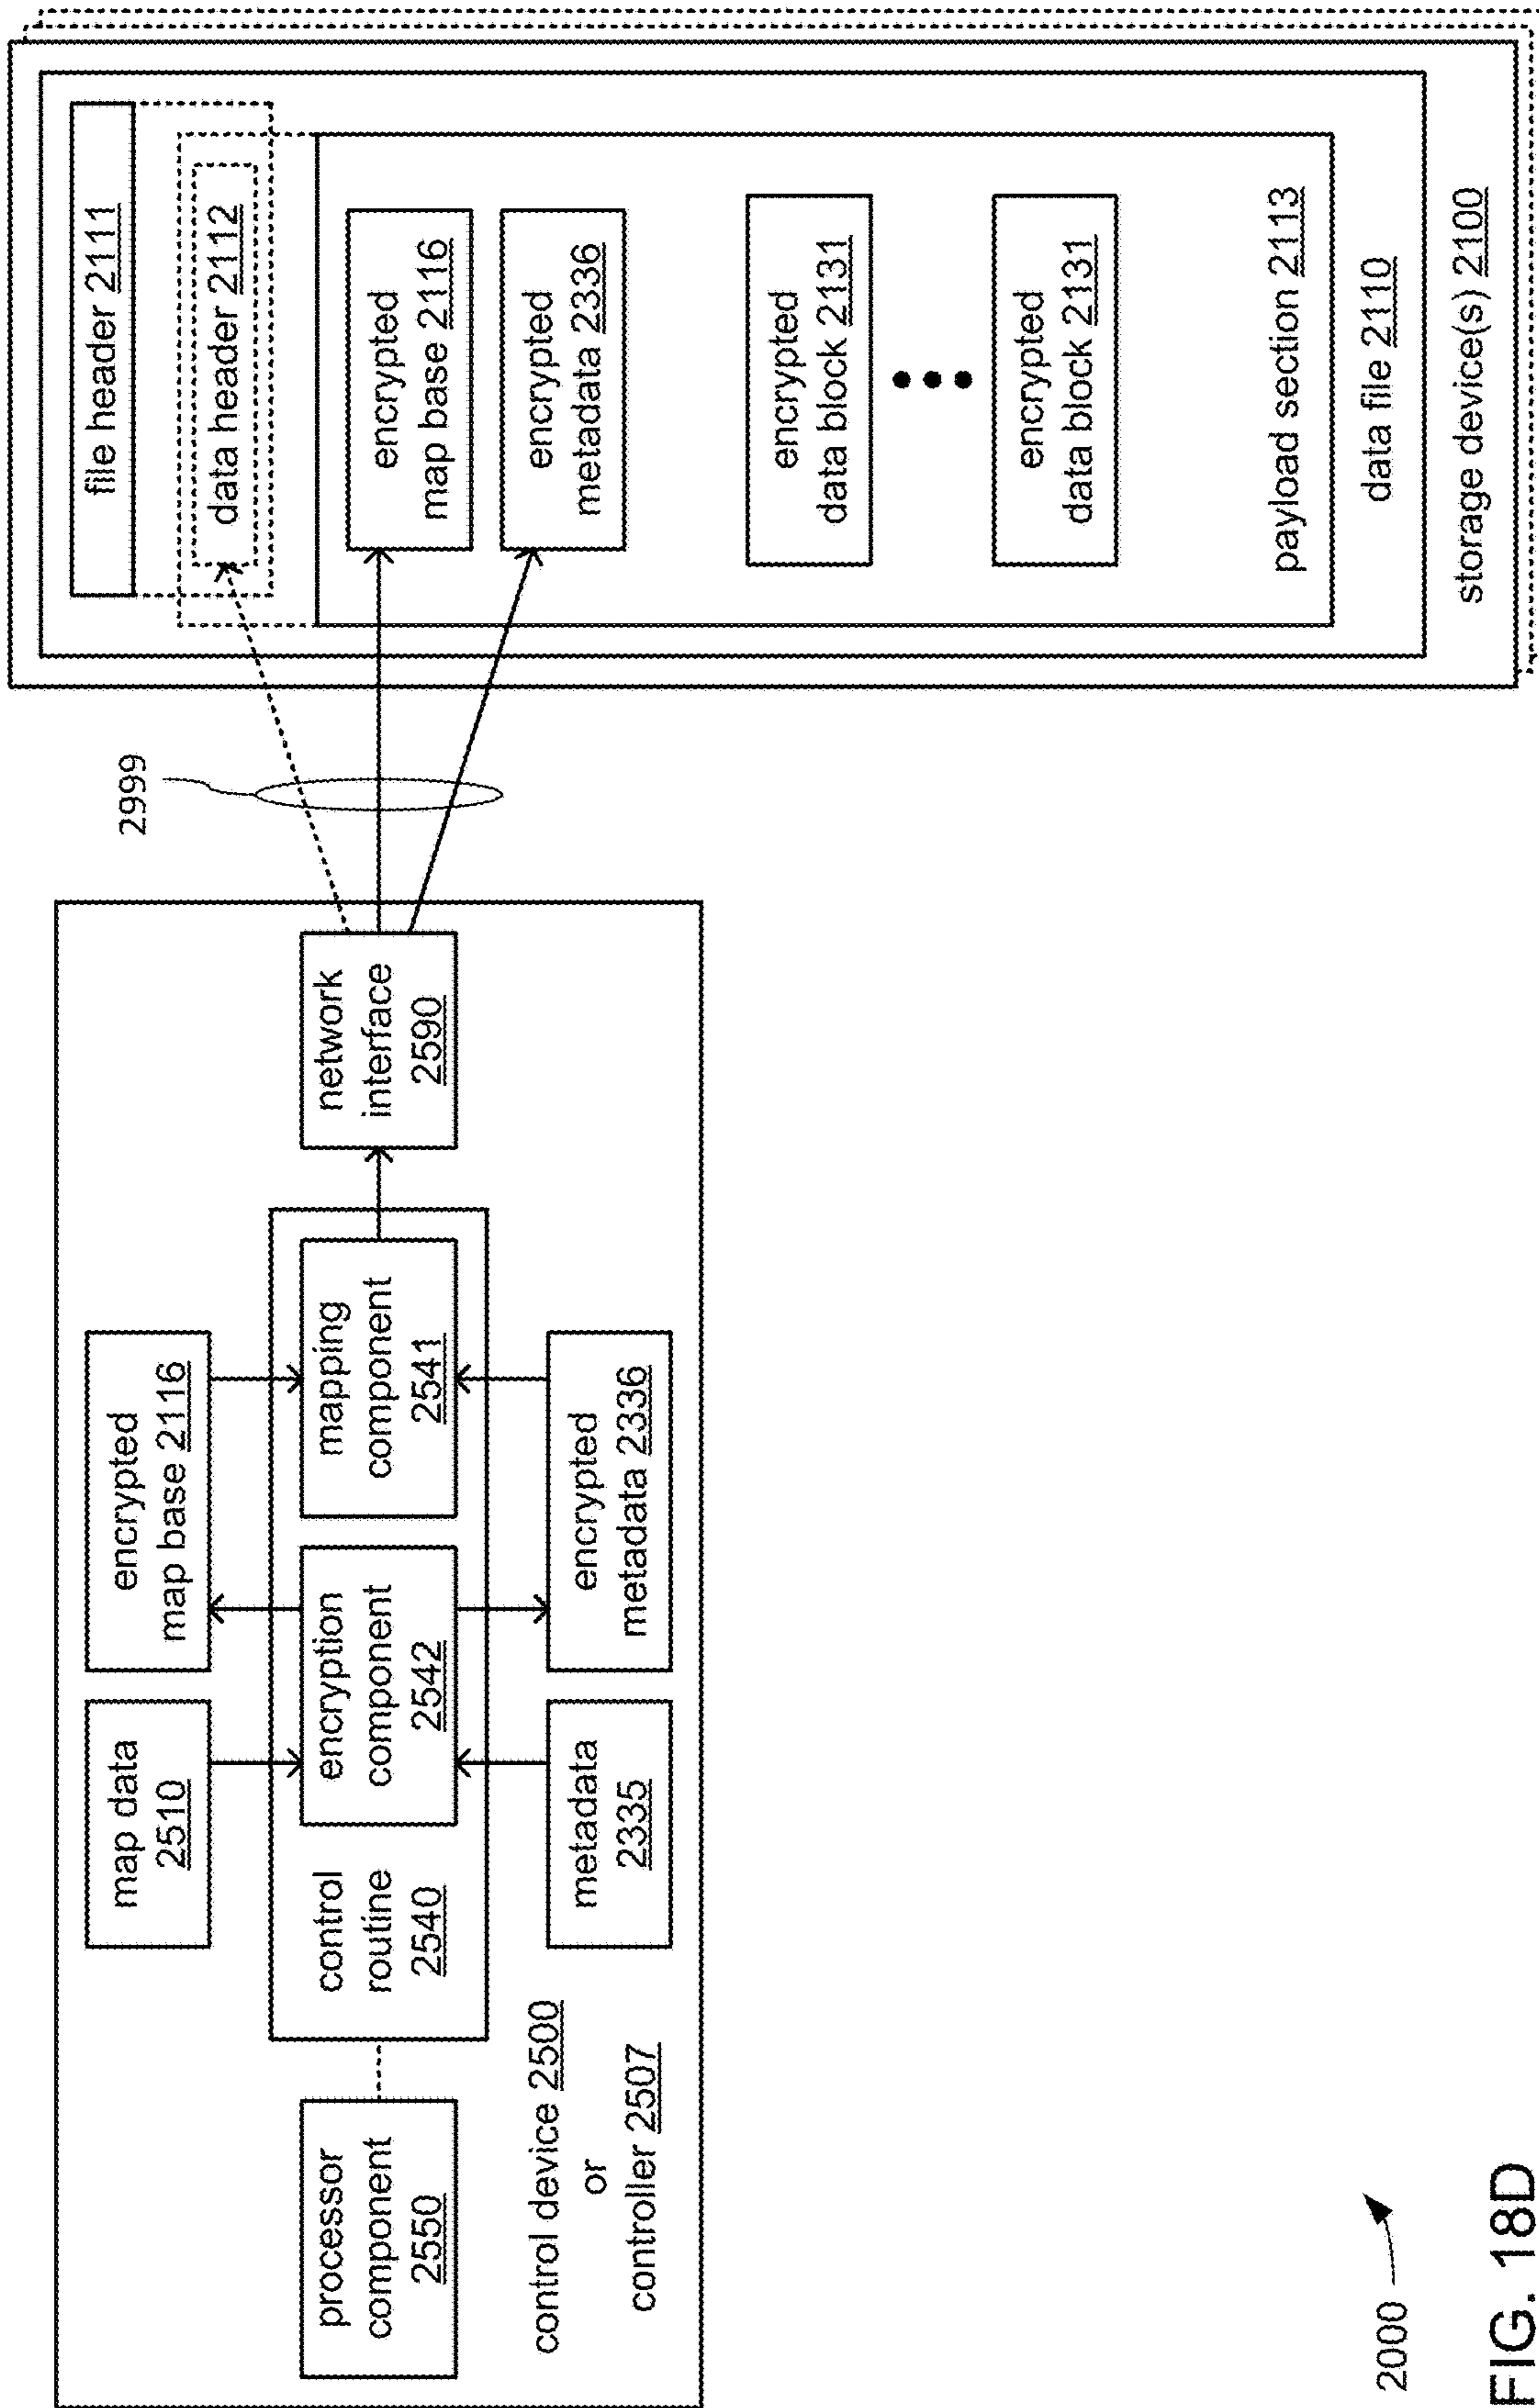 processor
component
2550
control device 2500
or
controller 2507
control
routine
2540
map data
2510
encryption
component
2542
metadata
2335
encrypted
map base 2116
mapping
component
2541
encrypted
metadata 2336
network
interface
2590
2999
file header 2111
data header 2112
encrypted
map base 2116
encrypted
metadata 2336
encrypted
data block 2131
encrypted
data block 2131
payload section 2113
data file 2110
storage device(s) 2100
2000
FIG. 18D